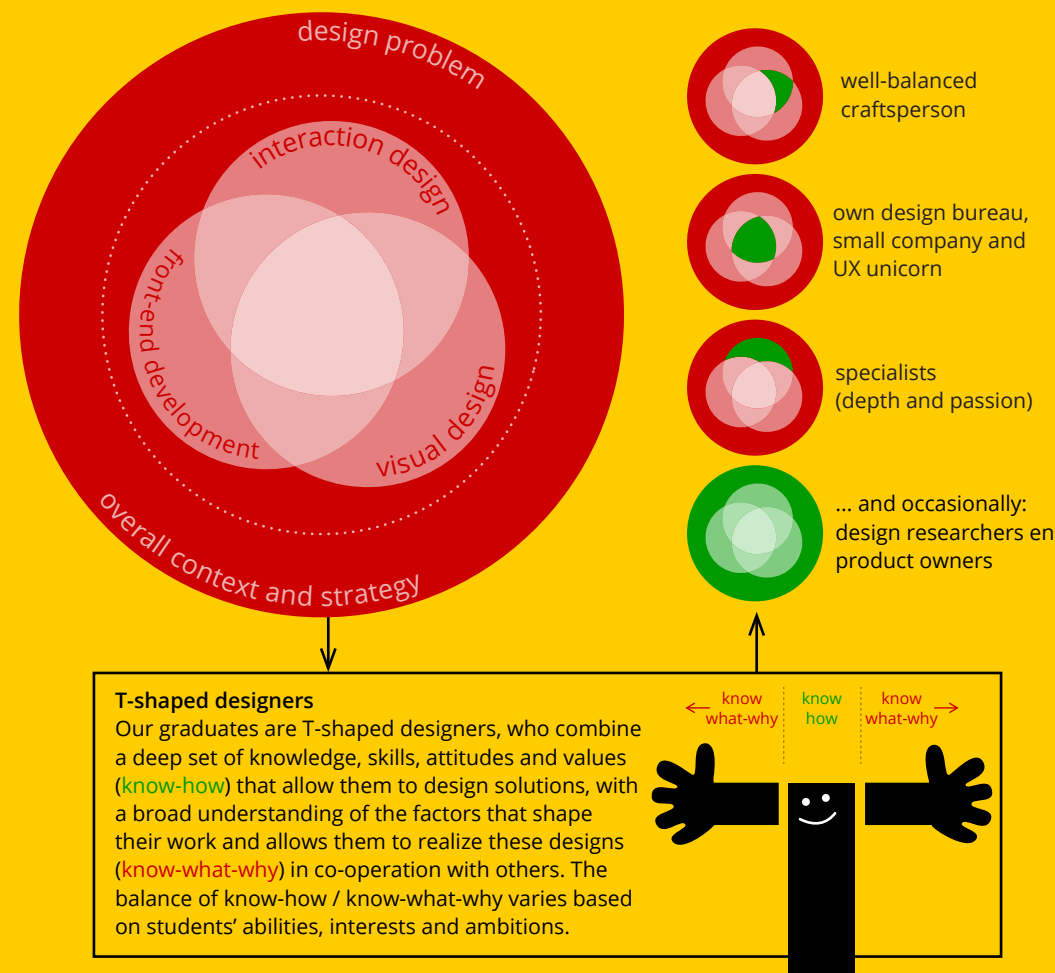 design problem
interaction design
front-end development
visual design
overall context and strategy
well-balanced
craftsperson
own design bureau,
small company and
UX unicorn
specialists
(depth and passion)
... and occasionally:
design researchers en
product owners
T-shaped designers
Our graduates are T-shaped designers, who combine
a deep set of knowledge, skills, attitudes and values
(know-how) that allow them to design solutions, with
a broad understanding of the factors that shape
their work and allows them to realize these designs
(know-what-why) in co-operation with others. The
balance of know-how / know-what-why varies based
on students’ abilities, interests and ambitions.
know
what-why
know
how
know
what-why